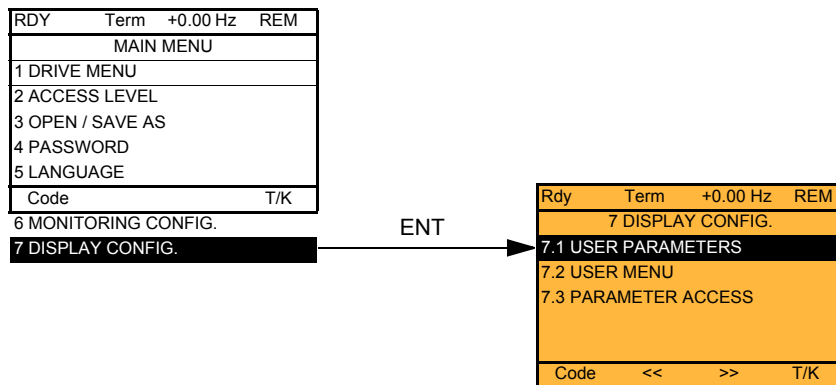 RDY Term +0.00 Hz REM
MAIN MENU
1 DRIVE MENU
2 ACCESS LEVEL
3 OPEN / SAVE AS
4 PASSWORD
5 LANGUAGE
Code T/K
6 MONITORING CONFIG.
7 DISPLAY CONFIG.
ENT
Rdy Term +0.00 Hz REM
7 DISPLAY CONFIG.
7.1 USER PARAMETERS
7.2 USER MENU
7.3 PARAMETER ACCESS
Code << >> T/K